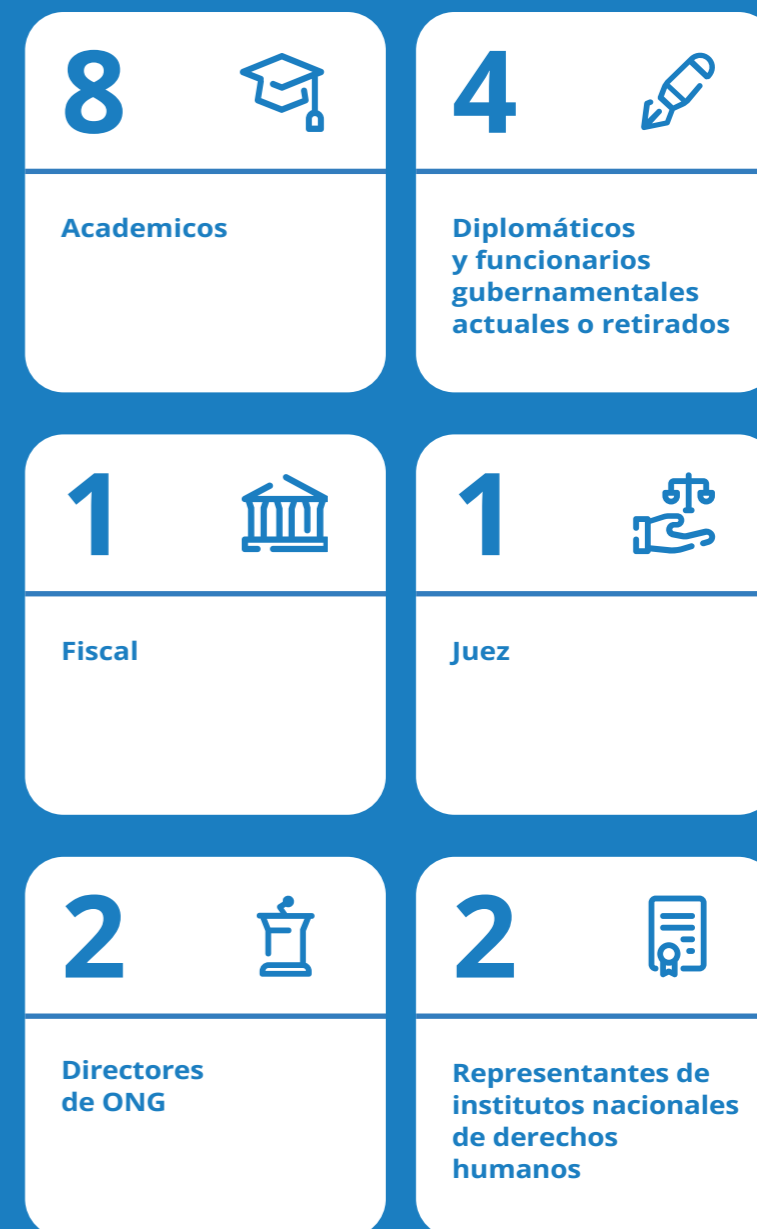 8
Academicos
4
Diplomáticos
y funcionarios
gubernamentales
actuales o retirados
1
Fiscal
1
Juez
2
Directores
de ONG
2
Representantes de
institutos nacionales
de derechos
humanos